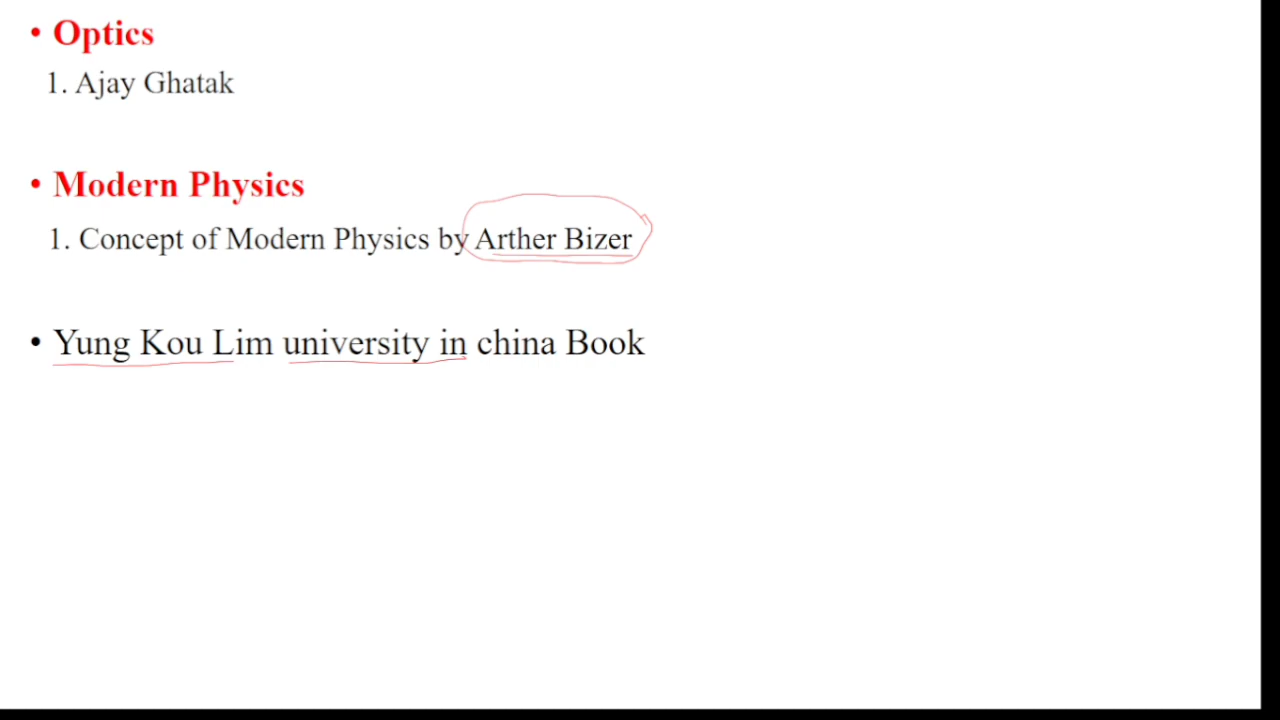 • Optics
1. Ajay Ghatak
• Modern Physics
1. Concept of Modern Physics by Arther Bizer
• Yung Kou Lim university in china Book